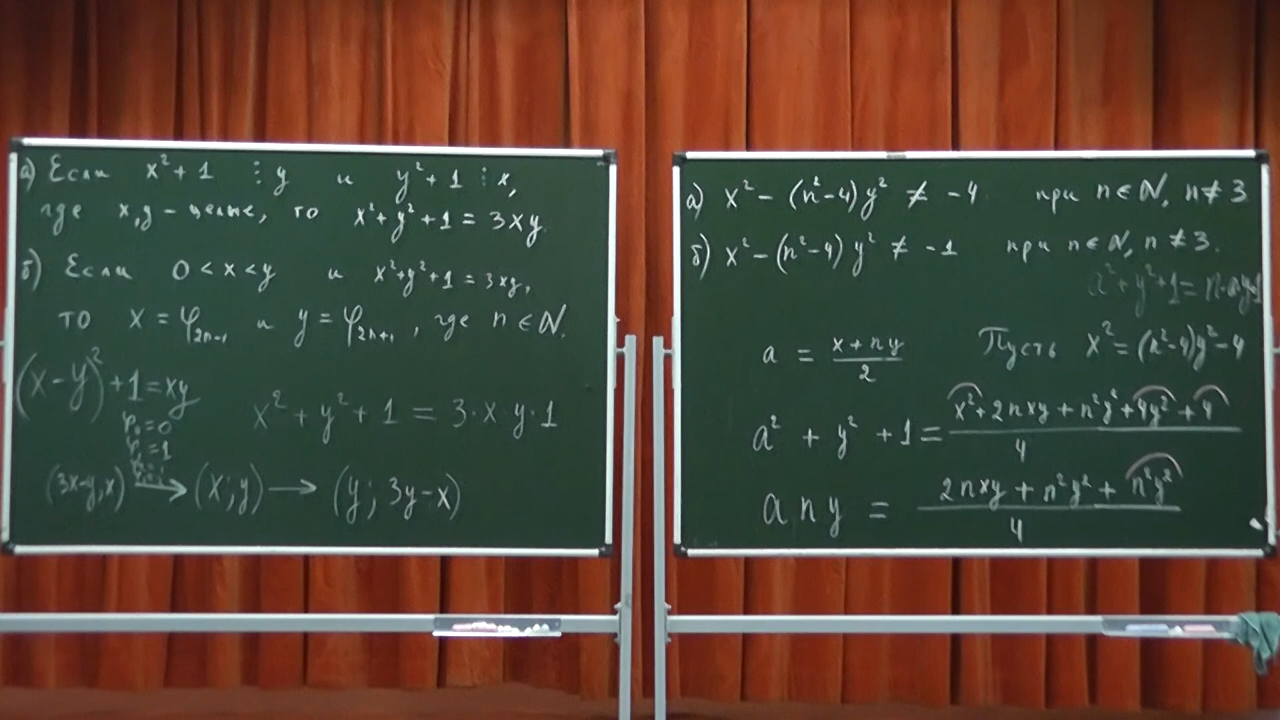 а) Если x²+1 ⋮ y и y²+1 ⋮ x,
где x,y – целые, то x²+y²+1 = 3xy.
б) Если 0 < x < y и x²+y²+1 = 3xy,
то x = φ₂ₙ₋₁ и y = φ₂ₙ₊₁, где n ∈ N.
(x-y)²+1=xy
φ₀=0
φ₁=1
x²+y²+1 = 3·x·y·1
(3x-y,x) → (x;y) → (y; 3y-x)
а) x² – (n²-4)y² ≠ -4 при n ∈ N, n ≠ 3
б) x² – (n²-4)y² ≠ -1 при n ∈ N, n ≠ 3.
a²+y²+1=n·a·y·1
a = (x+ny)/2 Пусть x²=(n²-4)y²-4
a² + y² + 1 = (x²+2nxy+n²y²+4y²+4)/4
a n y = (2nxy + n²y² + n²y²)/4